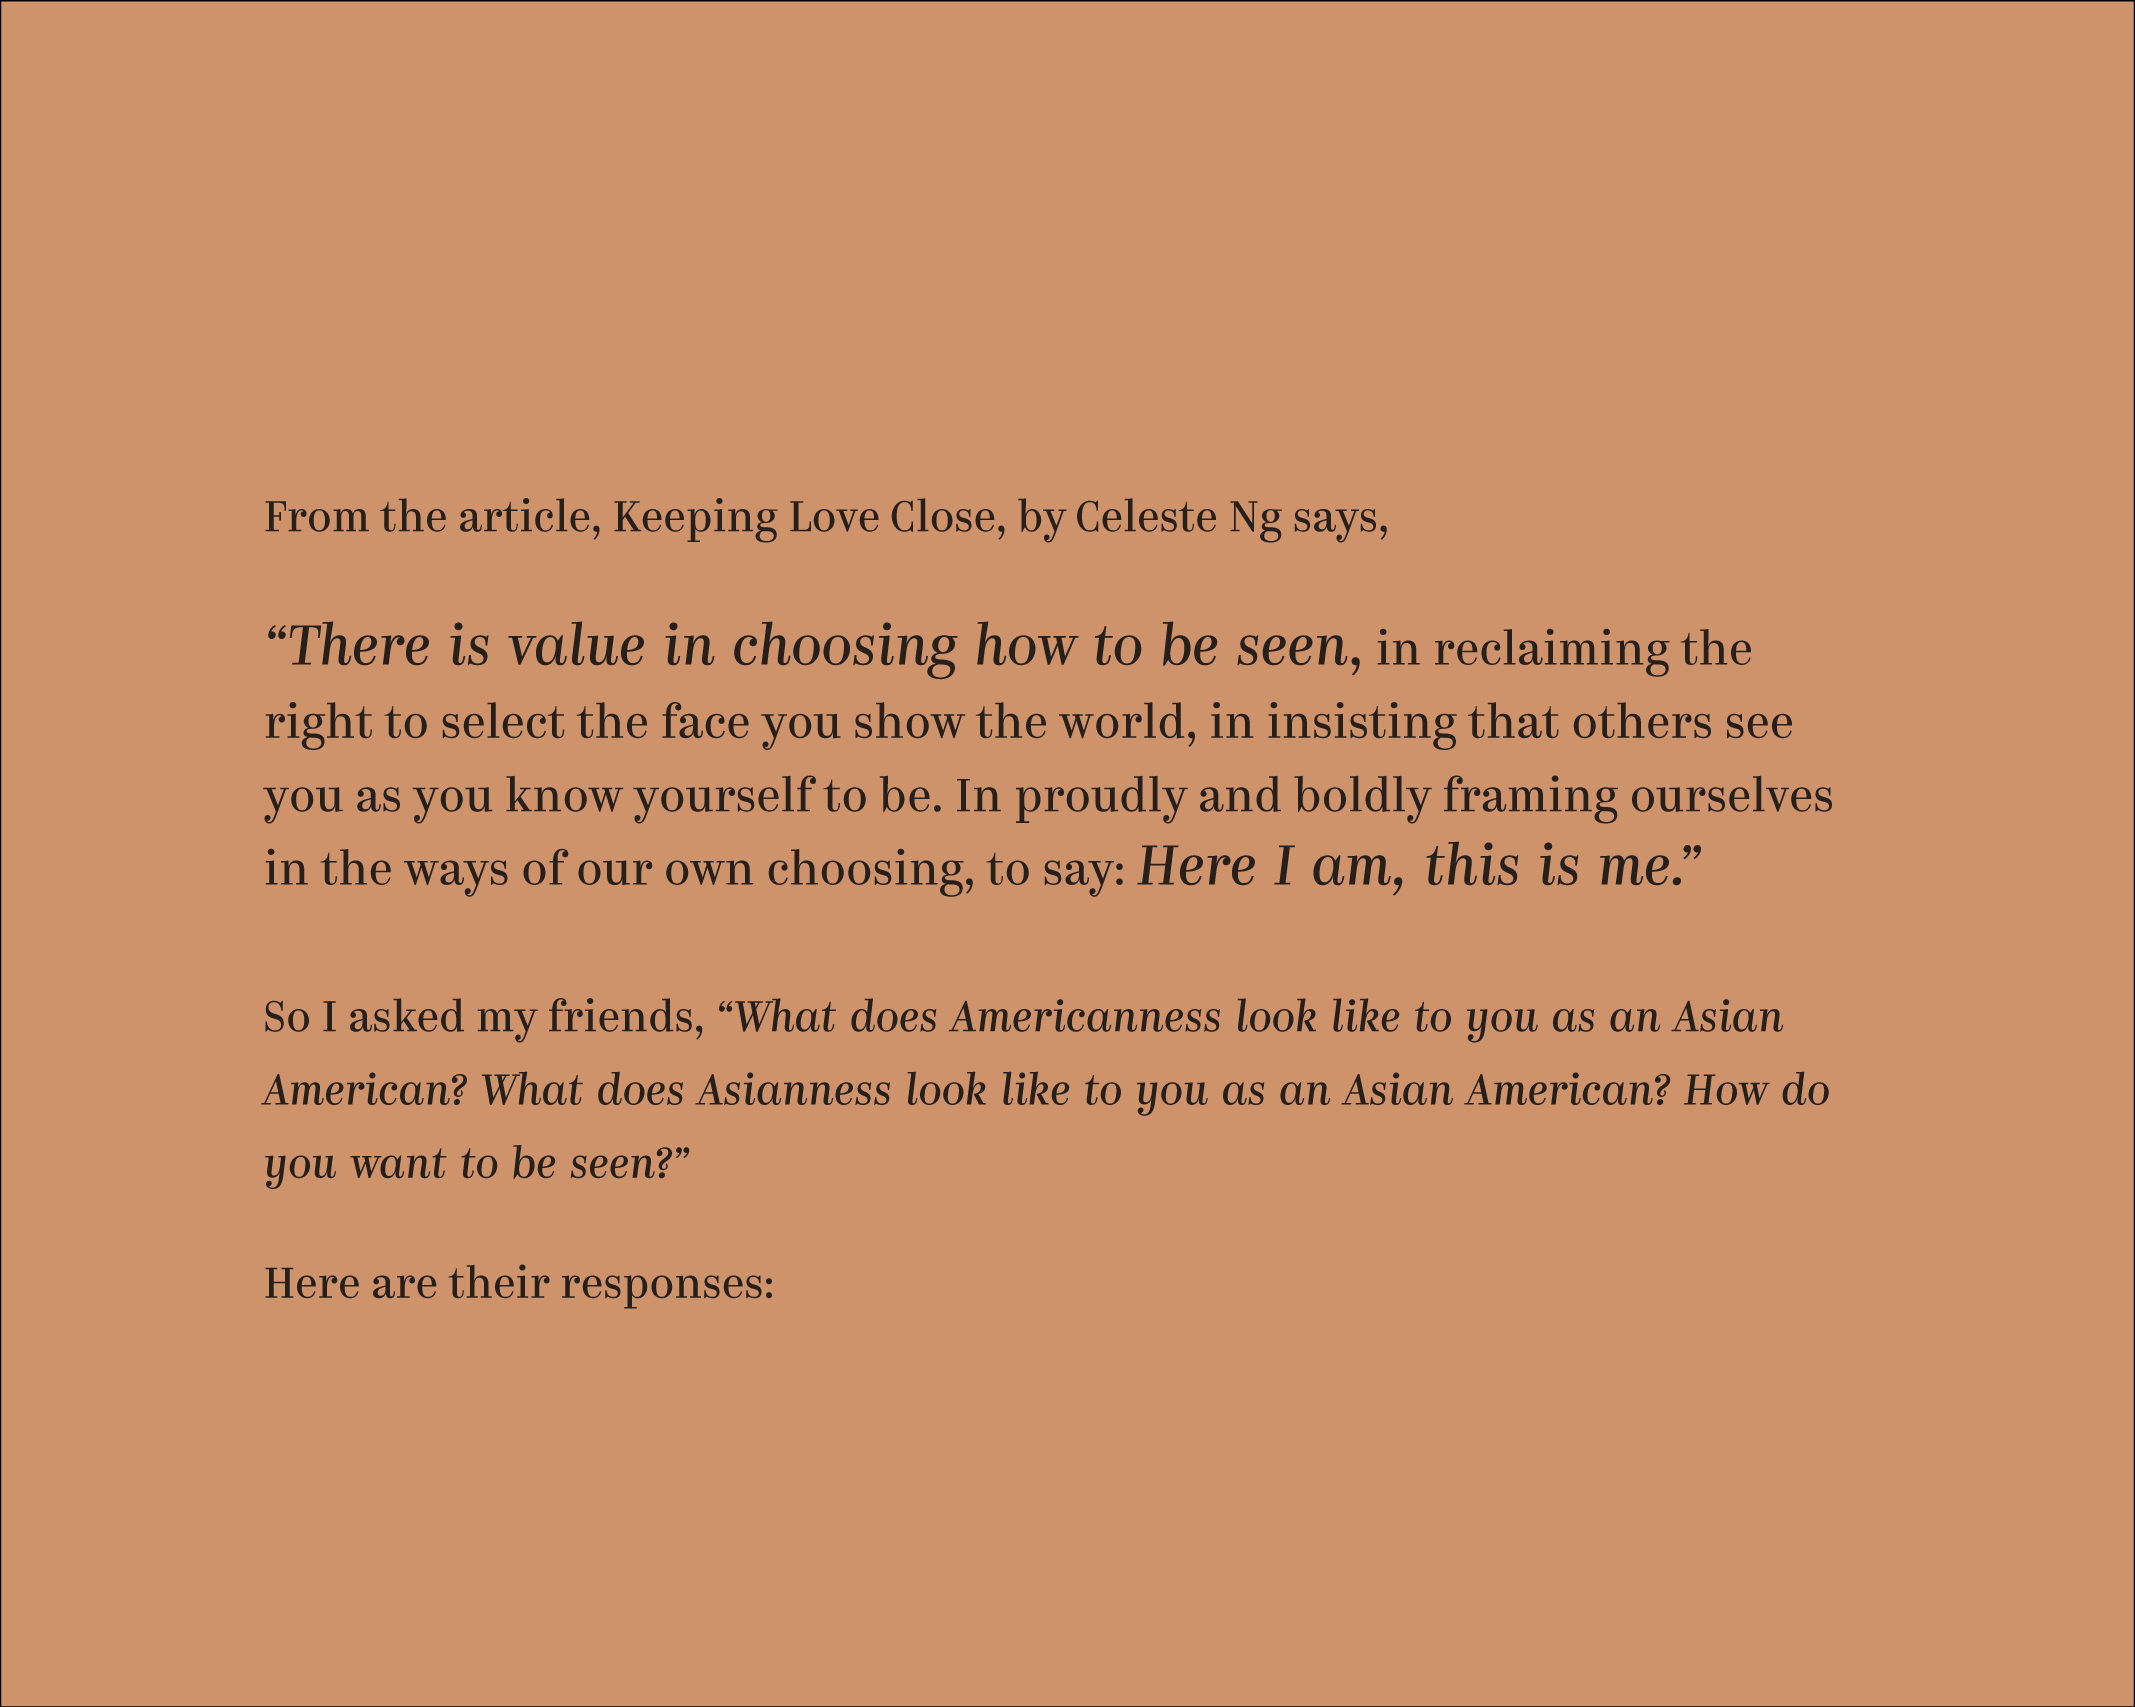 From the article, Keeping Love Close, by Celeste Ng says,
“There is value in choosing how to be seen, in reclaiming the
right to select the face you show the world, in insisting that others see
you as you know yourself to be. In proudly and boldly framing ourselves
in the ways of our own choosing, to say: Here I am, this is me.”
So I asked my friends, “What does Americanness look like to you as an Asian
American? What does Asianness look like to you as an Asian American? How do
you want to be seen?”
Here are their responses: